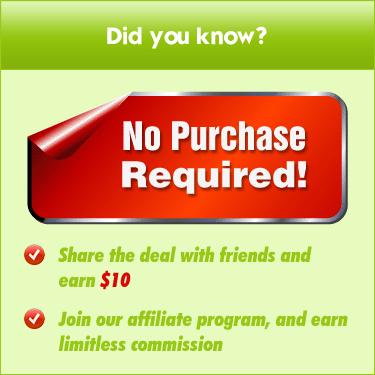 Did you know?
No Purchase
Required!
Share the deal with friends and
earn $10
Join our affiliate program, and earn
limitless commission